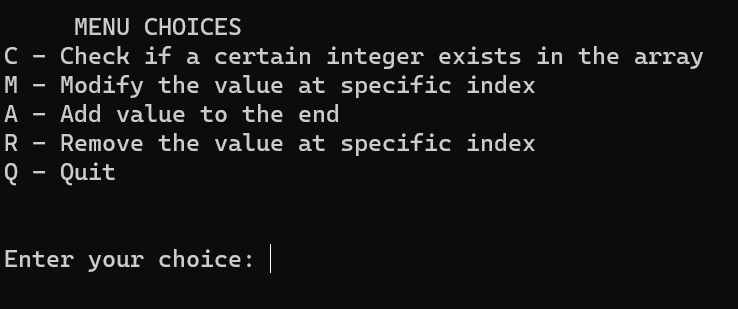 MENU CHOICES
C - Check if a certain integer exists in the array
M - Modify the value at specific index
A - Add value to the end
R - Remove the value at specific index
Q - Quit
Enter your choice: